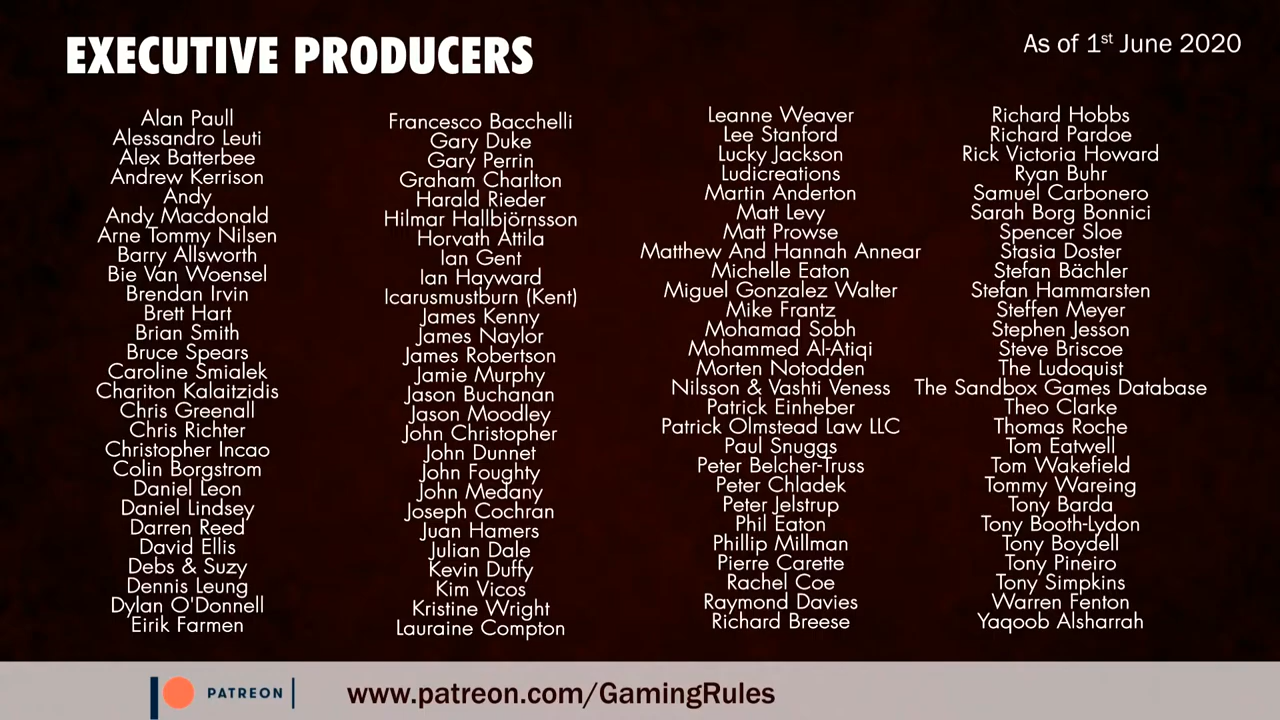 EXECUTIVE PRODUCERS
As of 1st June 2020
Alan Paull
Alessandro Leuti
Alex Batterbee
Andrew Kerrison
Andy
Andy Macdonald
Arne Tommy Nilsen
Barry Allsworth
Bie Van Woensel
Brendan Irvin
Brett Hart
Brian Smith
Bruce Spears
Caroline Smialek
Chariton Kalaitzidis
Chris Greenall
Chris Richter
Christopher Incao
Colin Borgstrom
Daniel Leon
Daniel Lindsey
Darren Reed
David Ellis
Debs & Suzy
Dennis Leung
Dylan O'Donnell
Eirik Farmen
Francesco Bacchelli
Gary Duke
Gary Perrin
Graham Charlton
Harald Rieder
Hilmar Hallbjörnsson
Horvath Attila
Ian Gent
Ian Hayward
Icarusmustburn (Kent)
James Kenny
James Naylor
James Robertson
Jamie Murphy
Jason Buchanan
Jason Moodley
John Christopher
John Dunnet
John Foughty
John Medany
Joseph Cochran
Juan Hamers
Julian Dale
Kevin Duffy
Kim Vicos
Kristine Wright
Lauraine Compton
Leanne Weaver
Lee Stanford
Lucky Jackson
Ludicreations
Martin Anderton
Matt Levy
Matt Prowse
Matthew And Hannah Annear
Michelle Eaton
Miguel Gonzalez Walter
Mike Frantz
Mohamad Sobh
Mohammed Al-Atiqi
Morten Notodden
Nilsson & Vashti Veness
Patrick Einheber
Patrick Olmstead Law LLC
Paul Snuggs
Peter Belcher-Truss
Peter Chladek
Peter Jelstrup
Phil Eaton
Phillip Millman
Pierre Carette
Rachel Coe
Raymond Davies
Richard Breese
Richard Hobbs
Richard Pardoe
Rick Victoria Howard
Ryan Buhr
Samuel Carbonero
Sarah Borg Bonnici
Spencer Sloe
Stasia Doster
Stefan Bächler
Stefan Hammarsten
Steffen Meyer
Stephen Jesson
Steve Briscoe
The Ludoquist
The Sandbox Games Database
Theo Clarke
Thomas Roche
Tom Eatwell
Tom Wakefield
Tommy Wareing
Tony Barda
Tony Booth-Lydon
Tony Boydell
Tony Pineiro
Tony Simpkins
Warren Fenton
Yaqoob Alsharrah
PATREON
www.patreon.com/GamingRules